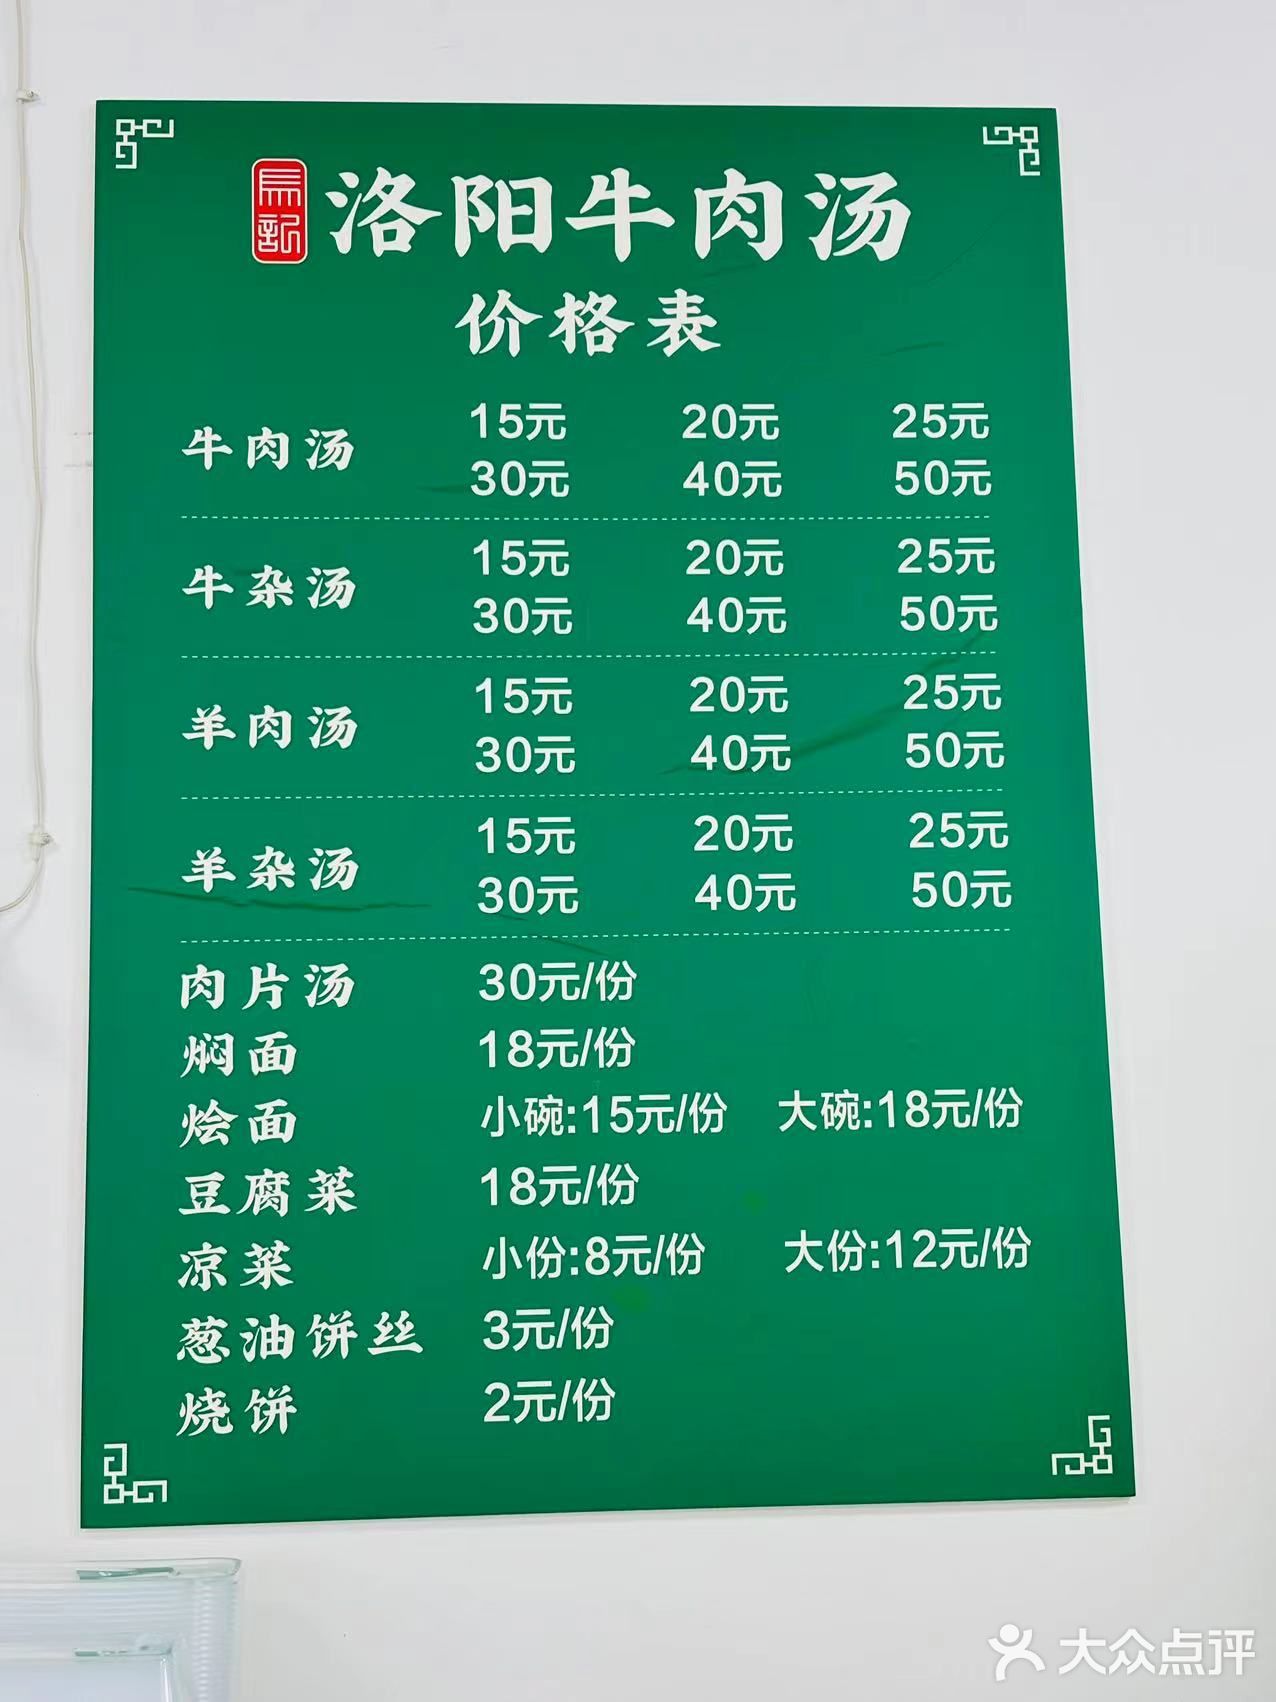 馬記
洛阳牛肉汤
价格表
牛肉汤 15元 20元 25元
30元 40元 50元
牛杂汤 15元 20元 25元
30元 40元 50元
羊肉汤 15元 20元 25元
30元 40元 50元
羊杂汤 15元 20元 25元
30元 40元 50元
肉片汤 30元/份
焖面 18元/份
烩面 小碗:15元/份 大碗:18元/份
豆腐菜 18元/份
凉菜 小份:8元/份 大份:12元/份
葱油饼丝 3元/份
烧饼 2元/份
大众点评